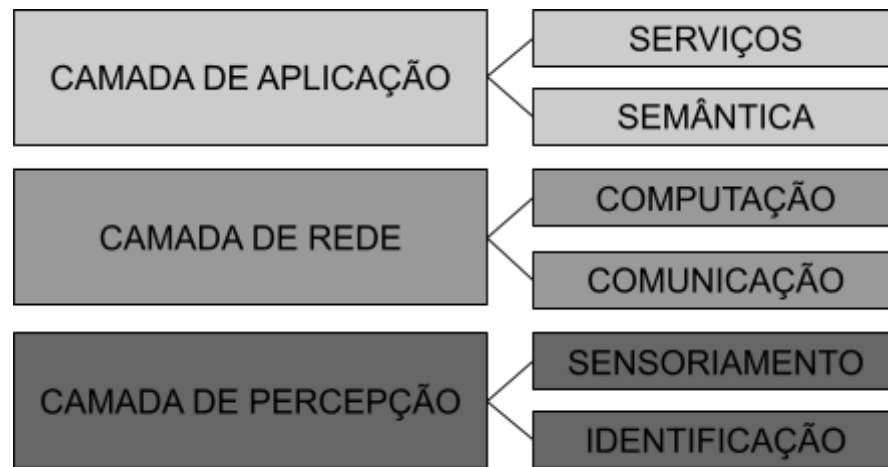 CAMADA DE APLICAÇÃO
SERVIÇOS
SEMÂNTICA
CAMADA DE REDE
COMPUTAÇÃO
COMUNICAÇÃO
CAMADA DE PERCEPÇÃO
SENSORIAMENTO
IDENTIFICAÇÃO